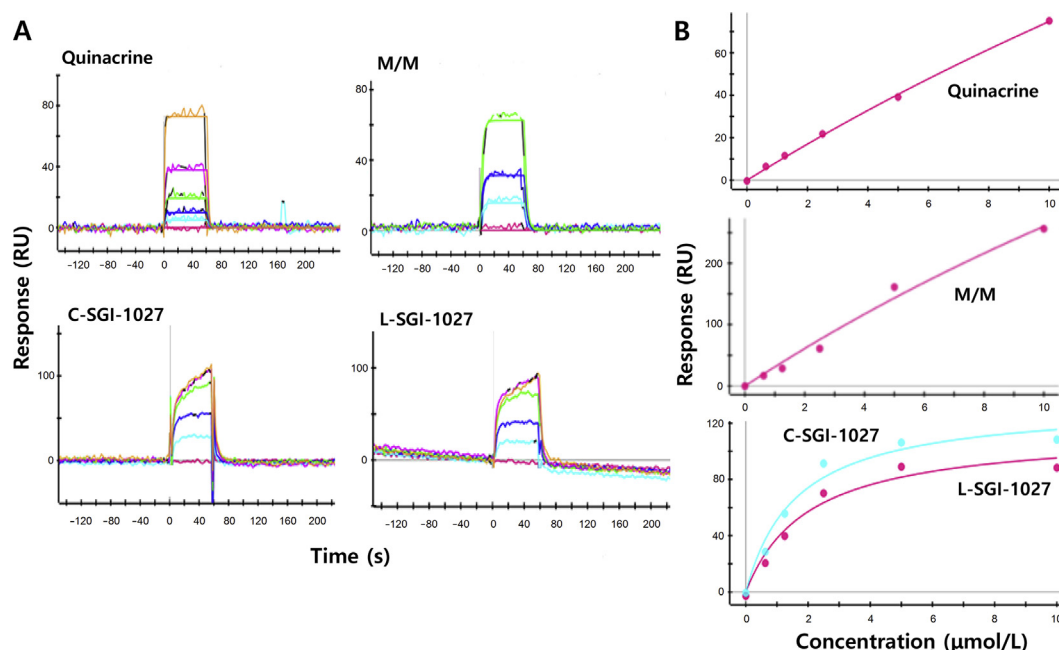 A
B
Quinacrine
M/M
80
40
0
80
40
0
-120 -80 -40 0 40 80 120 160 200
-120 -80 -40 0 40 80 120 160 200
C-SGI-1027
L-SGI-1027
100
0
100
0
-120 -80 -40 0 40 80 120 160 200
-120 -80 -40 0 40 80 120 160 200
Response (RU)
Time (s)
Quinacrine
80
60
40
20
0
0 2 4 6 8 10
M/M
200
100
0
0 2 4 6 8 10
C-SGI-1027
L-SGI-1027
120
80
40
0
0 2 4 6 8 10
Response (RU)
Concentration (μmol/L)